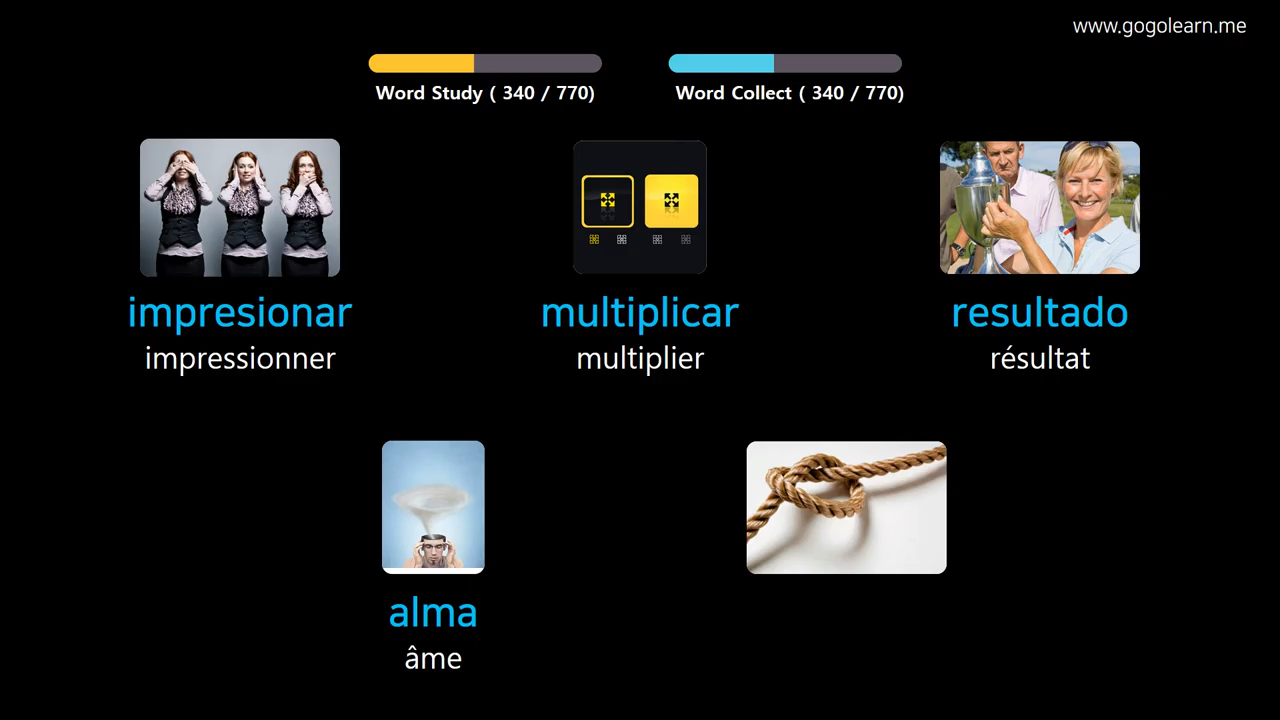 www.gogolearn.me
Word Study ( 340 / 770)
Word Collect ( 340 / 770)
impresionar
impressionner
multiplicar
multiplier
resultado
résultat
alma
âme